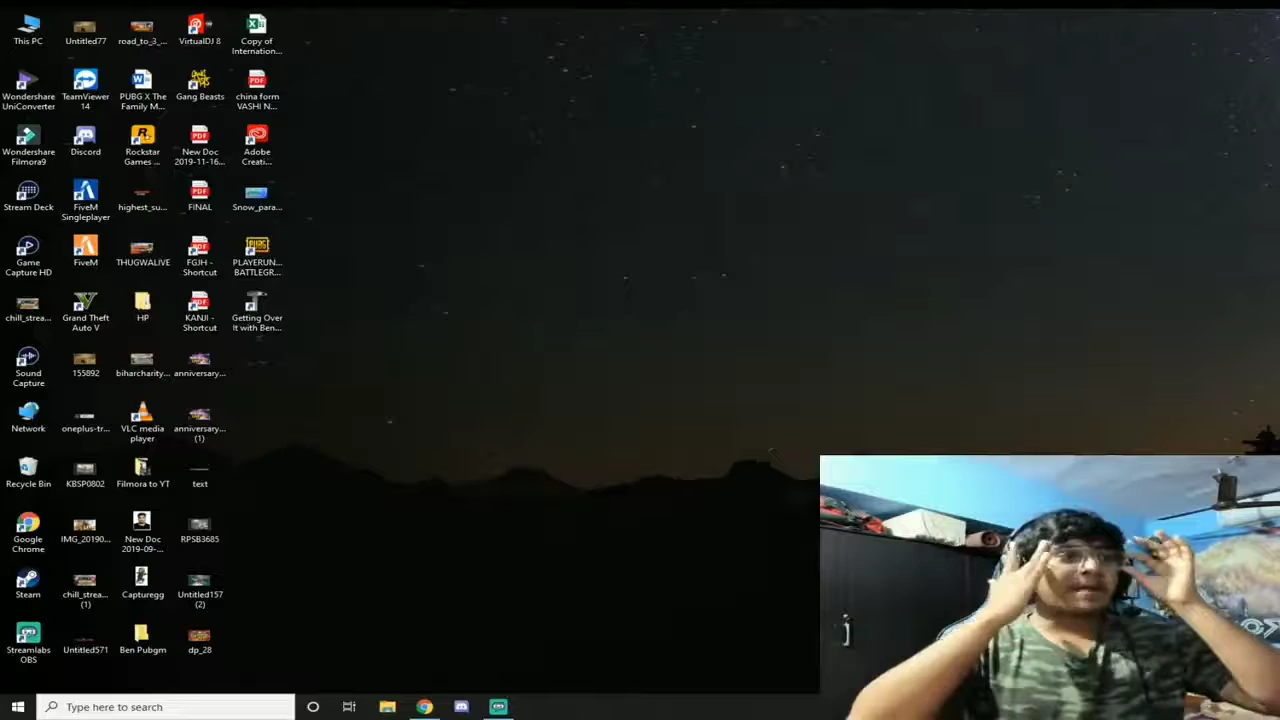 This PC
Untitled77
road_to_3_...
VirtualDJ 8
Copy of
Internation...
Wondershare
UniConverter
TeamViewer
14
PUBG X The
Family M...
Gang Beasts
china form
VASHI N...
Wondershare
Filmora9
Discord
Rockstar
Games ...
New Doc
2019-11-16...
Adobe
Creati...
Stream Deck
FiveM
Singleplayer
highest_su...
FINAL
Snow_para...
Game
Capture HD
FiveM
THUGWALIVE
FGJH -
Shortcut
PLAYERUN...
BATTLEGR...
chill_strea...
Grand Theft
Auto V
HP
KANJI -
Shortcut
Getting Over
It with Ben...
Sound
Capture
155892
biharcharity...
anniversary...
Network
oneplus-tr...
VLC media
player
anniversary...
(1)
Recycle Bin
KBSP0802
Filmora to YT
text
Google
Chrome
IMG_20190...
New Doc
2019-09-...
RPSB3685
Steam
chill_strea...
(1)
Capturegg
Untitled157
(2)
Streamlabs
OBS
Untitled571
Ben Pubgm
dp_28
Type here to search